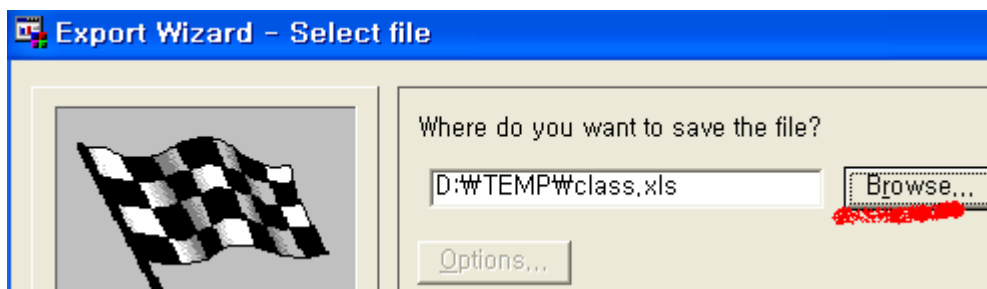 Export Wizard - Select file
Where do you want to save the file?
D:₩TEMP₩class.xls
Browse...
Options...